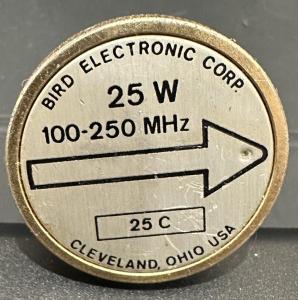 BIRD ELECTRONIC CORP.
25 W
100-250 MHz
25 C
CLEVELAND, OHIO USA